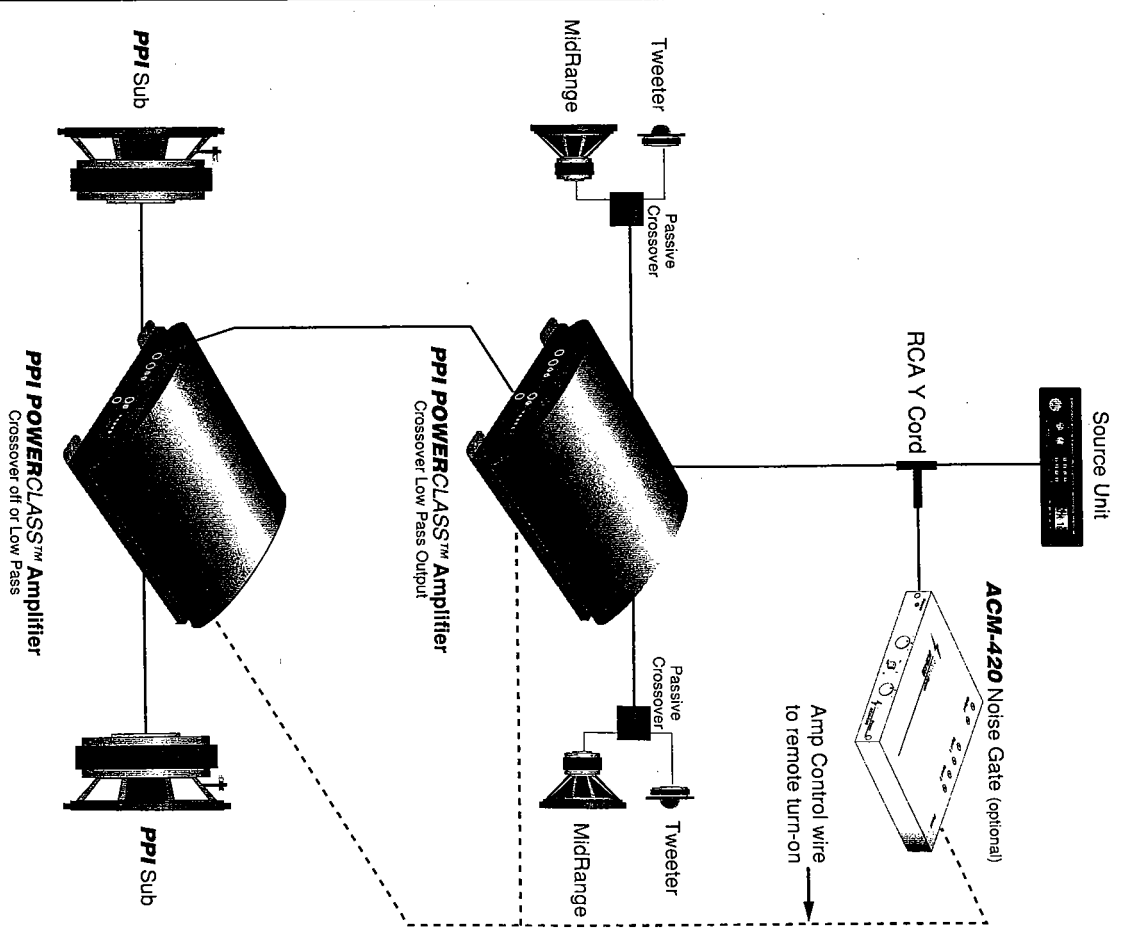 Source Unit
RCA Y Cord
ACM-420 Noise Gate (optional)
Amp Control wire
to remote turn-on
Tweeter
MidRange
Passive
Crossover
Passive
Crossover
Tweeter
MidRange
PPI POWERCLASS™ Amplifier
Crossover Low Pass Output
PPI Sub
PPI Sub
PPI POWERCLASS™ Amplifier
Crossover off or Low Pass